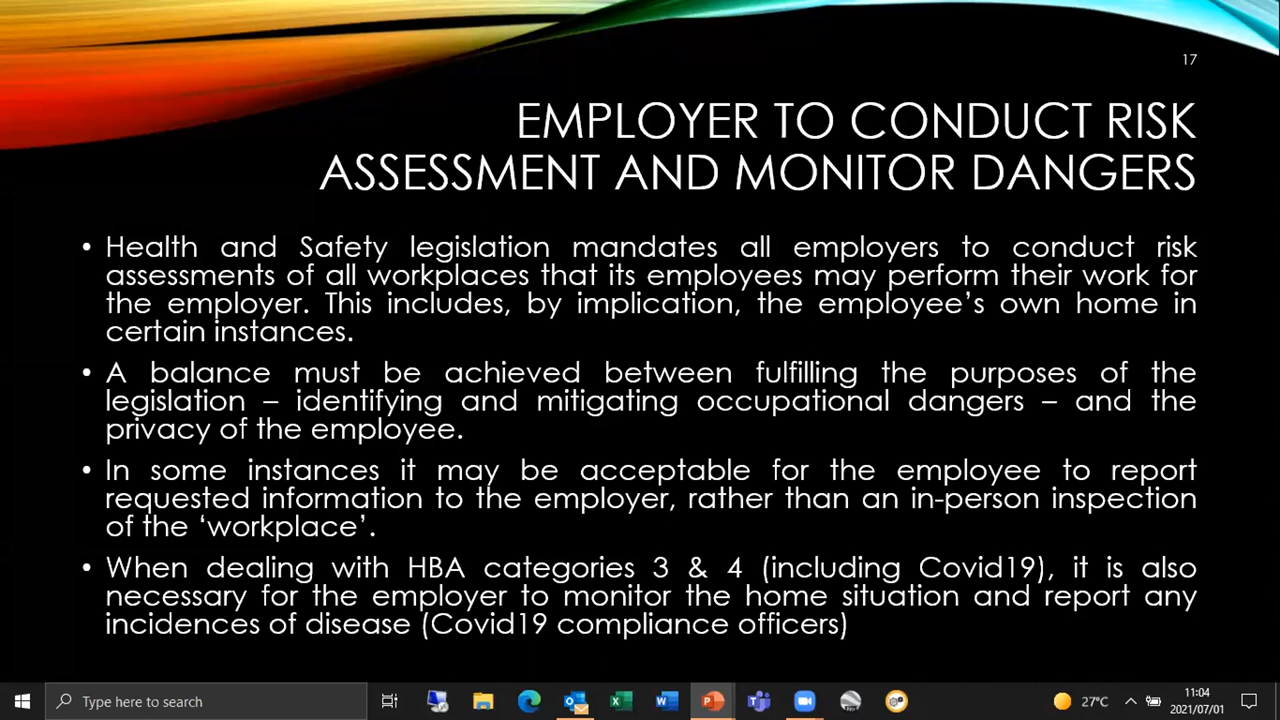 17
EMPLOYER TO CONDUCT RISK
ASSESSMENT AND MONITOR DANGERS
• Health and Safety legislation mandates all employers to conduct risk
assessments of all workplaces that its employees may perform their work for
the employer. This includes, by implication, the employee’s own home in
certain instances.
• A balance must be achieved between fulfilling the purposes of the
legislation – identifying and mitigating occupational dangers – and the
privacy of the employee.
• In some instances it may be acceptable for the employee to report
requested information to the employer, rather than an in-person inspection
of the ‘workplace’.
• When dealing with HBA categories 3 & 4 (including Covid19), it is also
necessary for the employer to monitor the home situation and report any
incidences of disease (Covid19 compliance officers)
Type here to search
27°C
11:04
2021/07/01